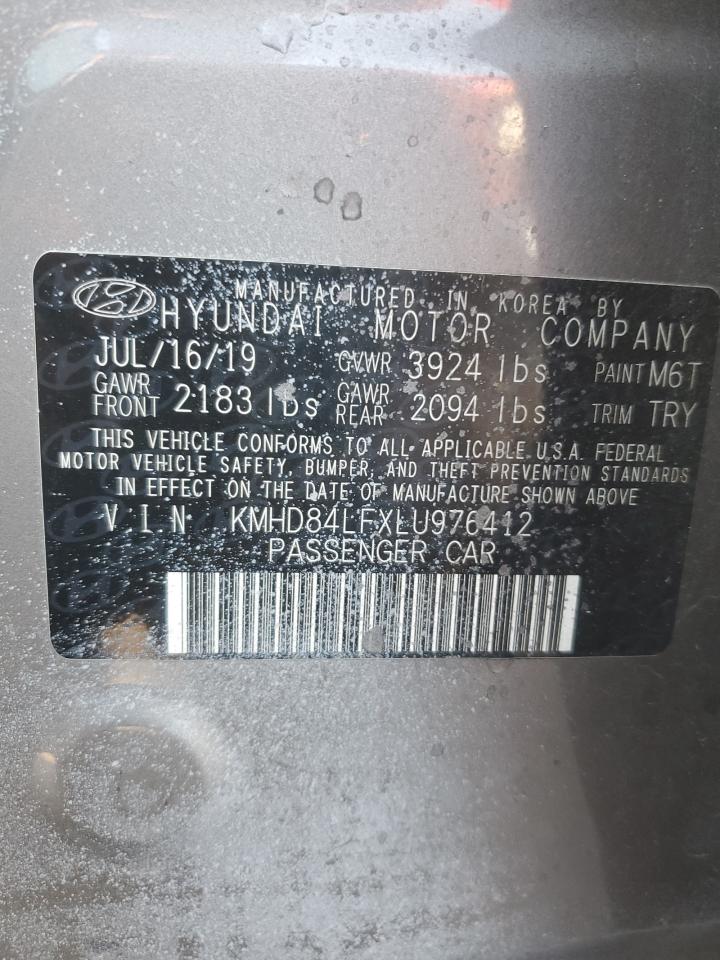 MANUFACTURED IN KOREA BY
HYUNDAI MOTOR COMPANY
JUL/16/19 GVWR 3924 lbs PAINT M6T
GAWR FRONT 2183 lbs GAWR REAR 2094 lbs TRIM TRY
THIS VEHICLE CONFORMS TO ALL APPLICABLE U.S.A. FEDERAL
MOTOR VEHICLE SAFETY, BUMPER, AND THEFT PREVENTION STANDARDS
IN EFFECT ON THE DATE OF MANUFACTURE SHOWN ABOVE
VIN KMHD84LFXLU976412
PASSENGER CAR